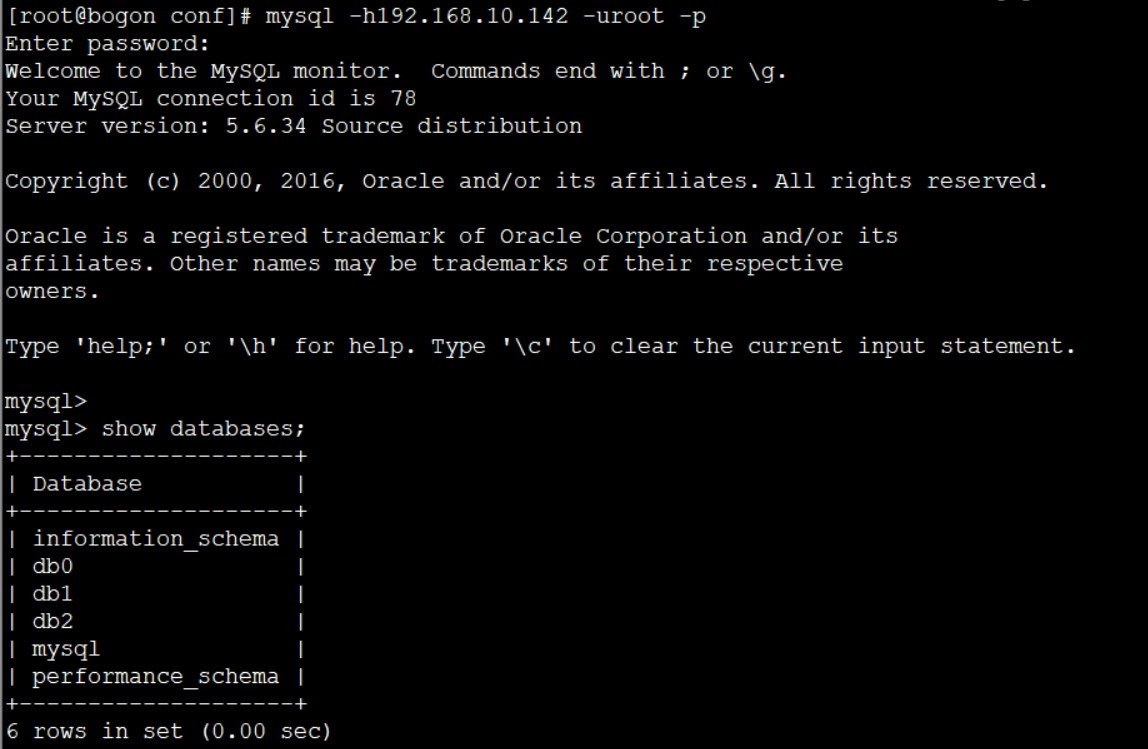 [root@bogon conf]# mysql -h192.168.10.142 -uroot -p
Enter password:
Welcome to the MySQL monitor.  Commands end with ; or \g.
Your MySQL connection id is 78
Server version: 5.6.34 Source distribution

Copyright (c) 2000, 2016, Oracle and/or its affiliates. All rights reserved.

Oracle is a registered trademark of Oracle Corporation and/or its
affiliates. Other names may be trademarks of their respective
owners.

Type 'help;' or '\h' for help. Type '\c' to clear the current input statement.

mysql>
mysql> show databases;
+--------------------+
| Database           |
+--------------------+
| information_schema |
| db0                |
| db1                |
| db2                |
| mysql              |
| performance_schema |
+--------------------+
6 rows in set (0.00 sec)